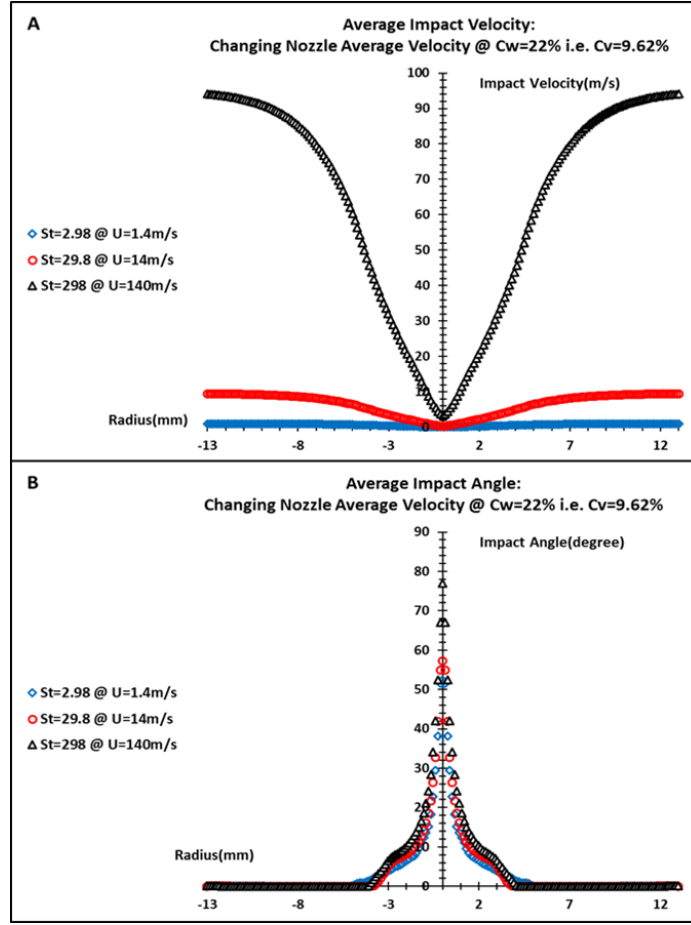 A
Average Impact Velocity:
Changing Nozzle Average Velocity @ Cw=22% i.e. Cv=9.62%
100
Impact Velocity(m/s)
90
80
70
60
50
40
30
20
10
0
St=2.98 @ U=1.4m/s
St=29.8 @ U=14m/s
St=298 @ U=140m/s
Radius(mm)
-13 -8 -3 2 7 12
B
Average Impact Angle:
Changing Nozzle Average Velocity @ Cw=22% i.e. Cv=9.62%
90
Impact Angle(degree)
80
70
60
50
40
30
20
10
0
St=2.98 @ U=1.4m/s
St=29.8 @ U=14m/s
St=298 @ U=140m/s
Radius(mm)
-13 -8 -3 2 7 12